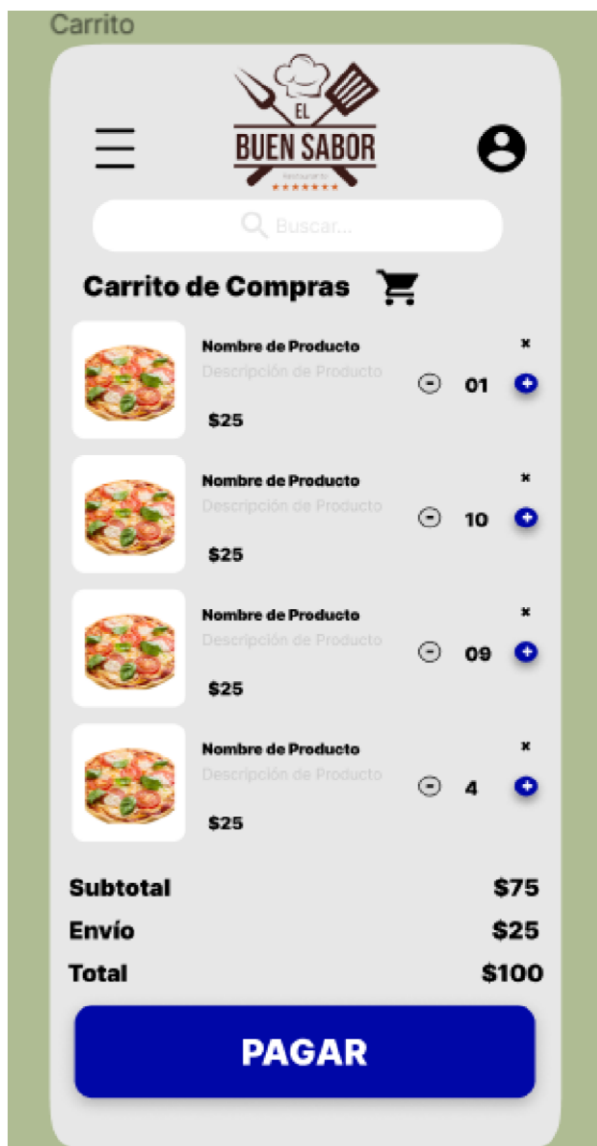 Carrito
EL
BUEN SABOR
Restaurante
Buscar...
Carrito de Compras
Nombre de Producto
Descripción de Producto
01
$25
Nombre de Producto
Descripción de Producto
10
$25
Nombre de Producto
Descripción de Producto
09
$25
Nombre de Producto
Descripción de Producto
4
$25
Subtotal $75
Envío $25
Total $100
PAGAR